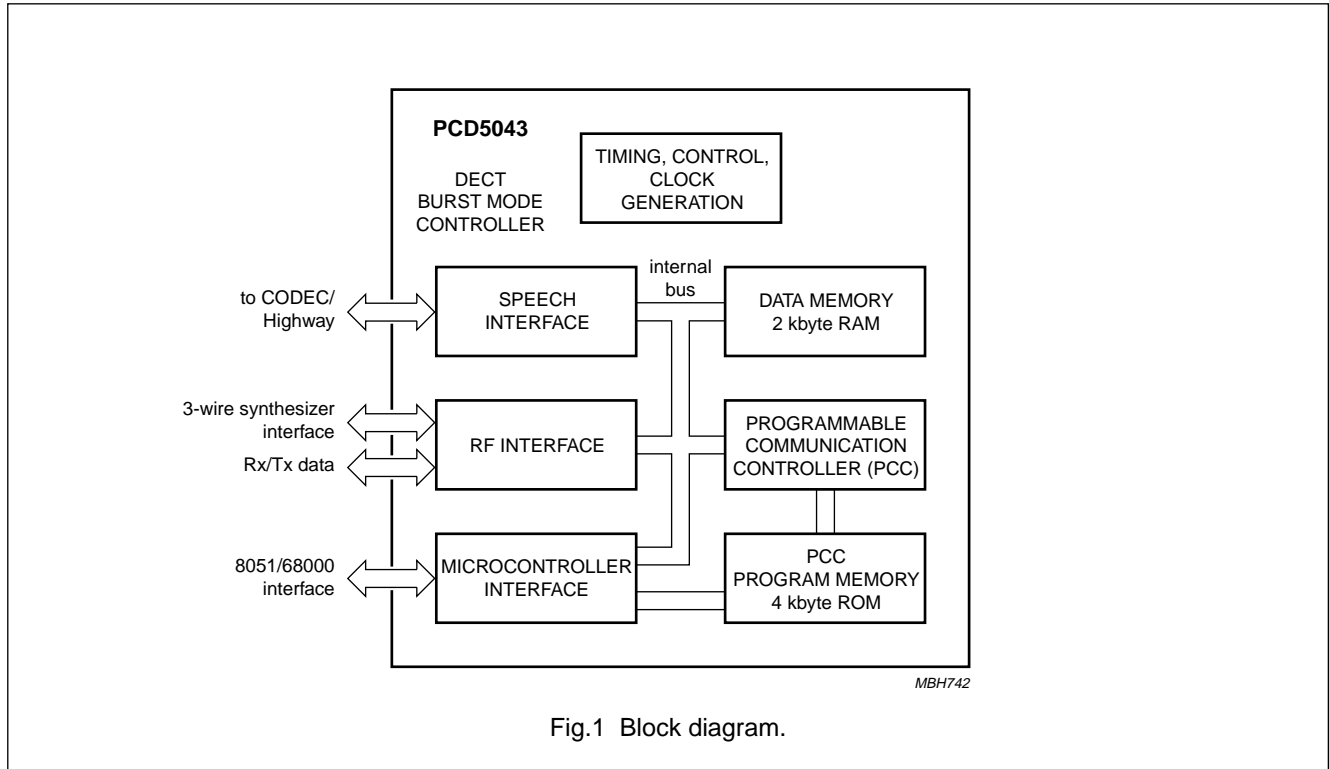 PCD5043
DECT
BURST MODE
CONTROLLER
TIMING, CONTROL,
CLOCK
GENERATION
to CODEC/
Highway
SPEECH
INTERFACE
internal
bus
DATA MEMORY
2 kbyte RAM
3-wire synthesizer
interface
Rx/Tx data
RF INTERFACE
PROGRAMMABLE
COMMUNICATION
CONTROLLER (PCC)
8051/68000
interface
MICROCONTROLLER
INTERFACE
PCC
PROGRAM MEMORY
4 kbyte ROM
MBH742
Fig.1 Block diagram.